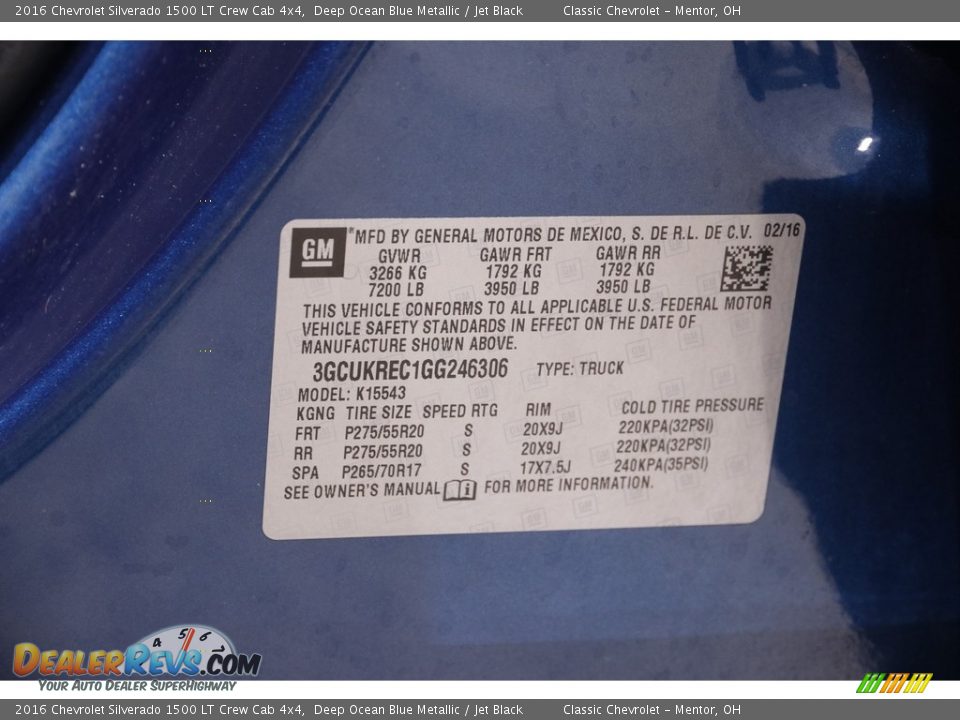 2016 Chevrolet Silverado 1500 LT Crew Cab 4x4, Deep Ocean Blue Metallic / Jet Black Classic Chevrolet – Mentor, OH
GM *MFD BY GENERAL MOTORS DE MEXICO, S. DE R.L. DE C.V. 02/16
GVWR GAWR FRT GAWR RR
3266 KG 1792 KG 1792 KG
7200 LB 3950 LB 3950 LB
THIS VEHICLE CONFORMS TO ALL APPLICABLE U.S. FEDERAL MOTOR
VEHICLE SAFETY STANDARDS IN EFFECT ON THE DATE OF
MANUFACTURE SHOWN ABOVE.
3GCUKREC1GG246306 TYPE: TRUCK
MODEL: K15543
KGNG TIRE SIZE SPEED RTG RIM COLD TIRE PRESSURE
FRT P275/55R20 S 20X9J 220KPA(32PSI)
RR P275/55R20 S 20X9J 220KPA(32PSI)
SPA P265/70R17 S 17X7.5J 240KPA(35PSI)
SEE OWNER'S MANUAL i FOR MORE INFORMATION.
4 5 6
DEALERREVS.COM
YOUR AUTO DEALER SUPERHIGHWAY
2016 Chevrolet Silverado 1500 LT Crew Cab 4x4, Deep Ocean Blue Metallic / Jet Black Classic Chevrolet – Mentor, OH